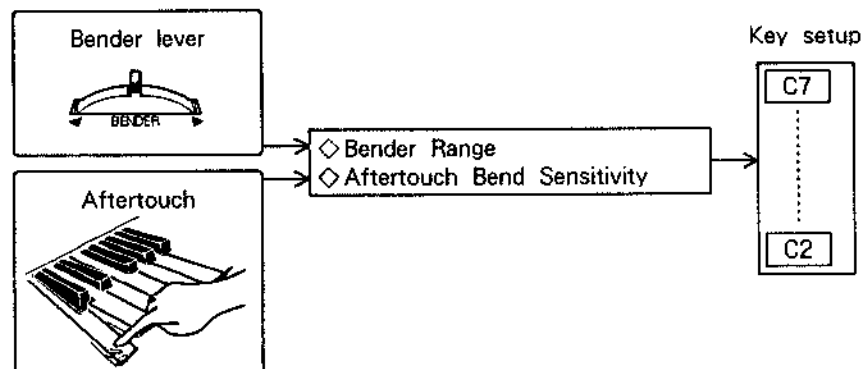 Bender lever
BENDER
Aftertouch
◇ Bender Range
◇ Aftertouch Bend Sensitivity
Key setup
C7
C2